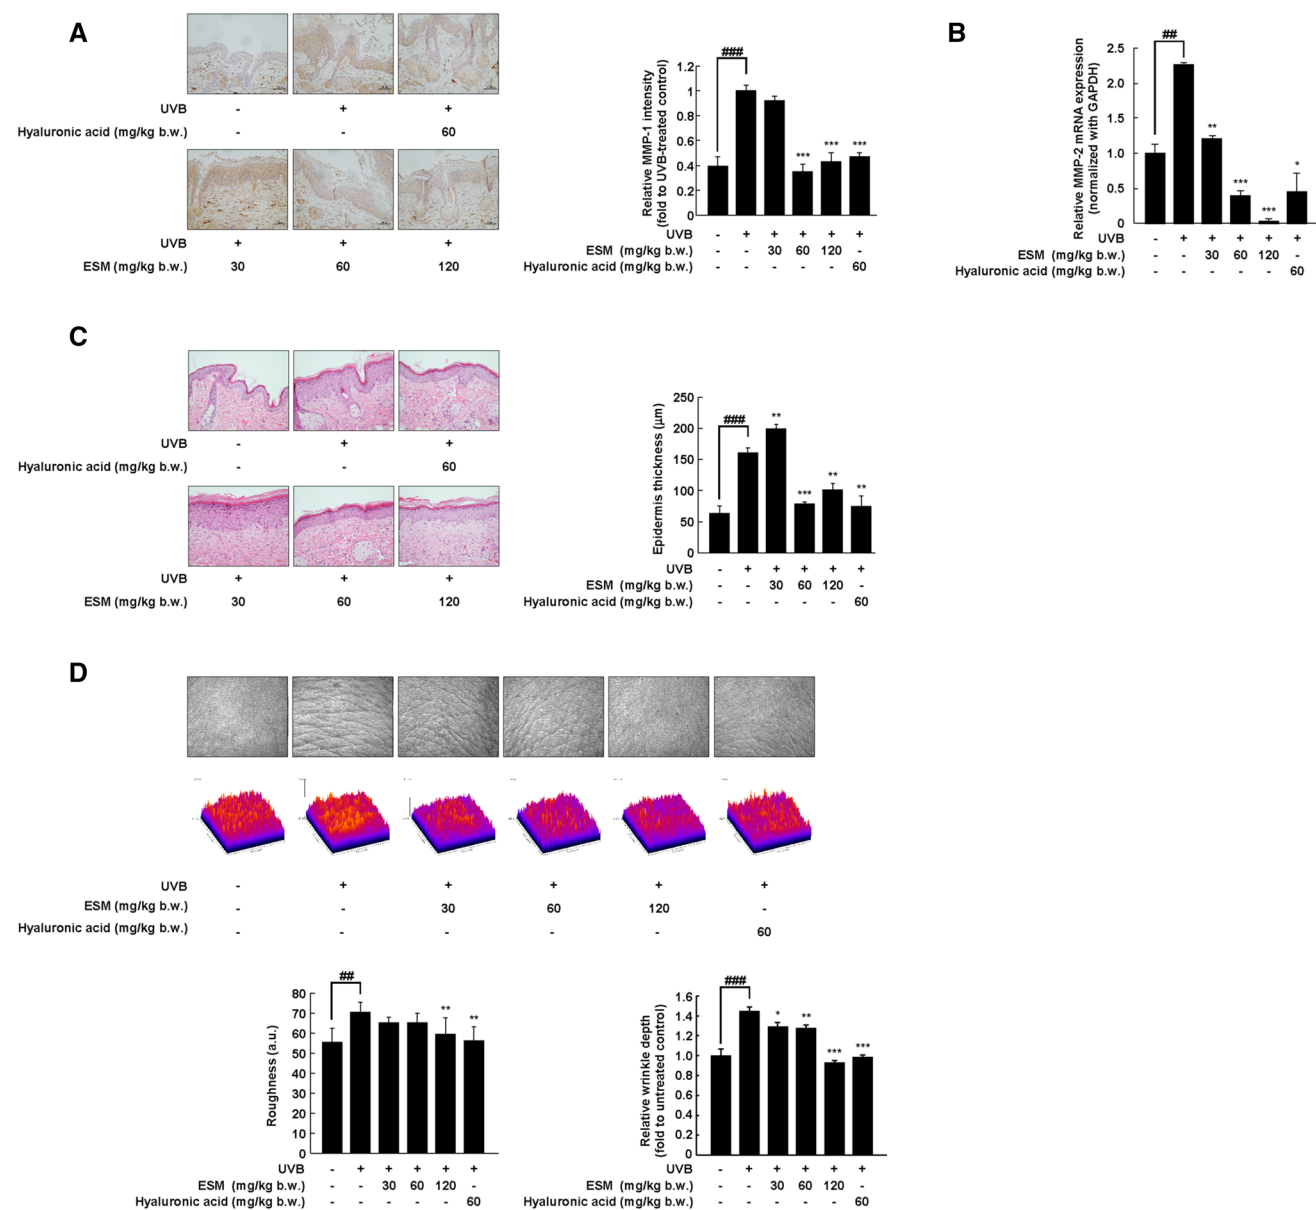 A
UVB - + +
Hyaluronic acid (mg/kg b.w.) - - 60
UVB + + +
ESM (mg/kg b.w.) 30 60 120
Relative MMP-1 intensity
(fold to UVB-treated control)
###
1.2
1
0.8
0.6
0.4
0.2
0
*** *** ***
UVB - + + + + +
ESM (mg/kg b.w.) - - 30 60 120 -
Hyaluronic acid (mg/kg b.w.) - - - - - 60
B
Relative MMP-2 mRNA expression
(normalized with GAPDH)
##
2.5
2.0
1.5
1.0
0.5
0
** *** *** *
UVB - + + + + +
ESM (mg/kg b.w.) - - 30 60 120 -
Hyaluronic acid (mg/kg b.w.) - - - - - 60
C
UVB - + +
Hyaluronic acid (mg/kg b.w.) - - 60
UVB + + +
ESM (mg/kg b.w.) 30 60 120
Epidermis thickness (µm)
###
250
200
150
100
50
0
** *** ** **
UVB - + + + + +
ESM (mg/kg b.w.) - - 30 60 120 -
Hyaluronic acid (mg/kg b.w.) - - - - - 60
D
UVB - + + + + +
ESM (mg/kg b.w.) - - 30 60 120 -
Hyaluronic acid (mg/kg b.w.) - - - - - 60
Roughness (a.u.)
##
80
70
60
50
40
30
20
10
0
** **
UVB - + + + + +
ESM (mg/kg b.w.) - - 30 60 120 -
Hyaluronic acid (mg/kg b.w.) - - - - - 60
Relative wrinkle depth
(fold to untreated control)
###
1.6
1.4
1.2
1.0
0.8
0.6
0.4
0.2
0
* ** *** ***
UVB - + + + + +
ESM (mg/kg b.w.) - - 30 60 120 -
Hyaluronic acid (mg/kg b.w.) - - - - - 60